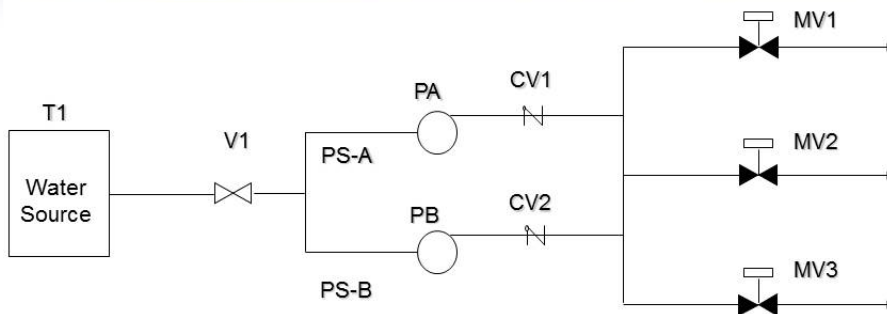 T1
Water
Source
V1
PS-A
PS-B
PA
CV1
PB
CV2
MV1
MV2
MV3